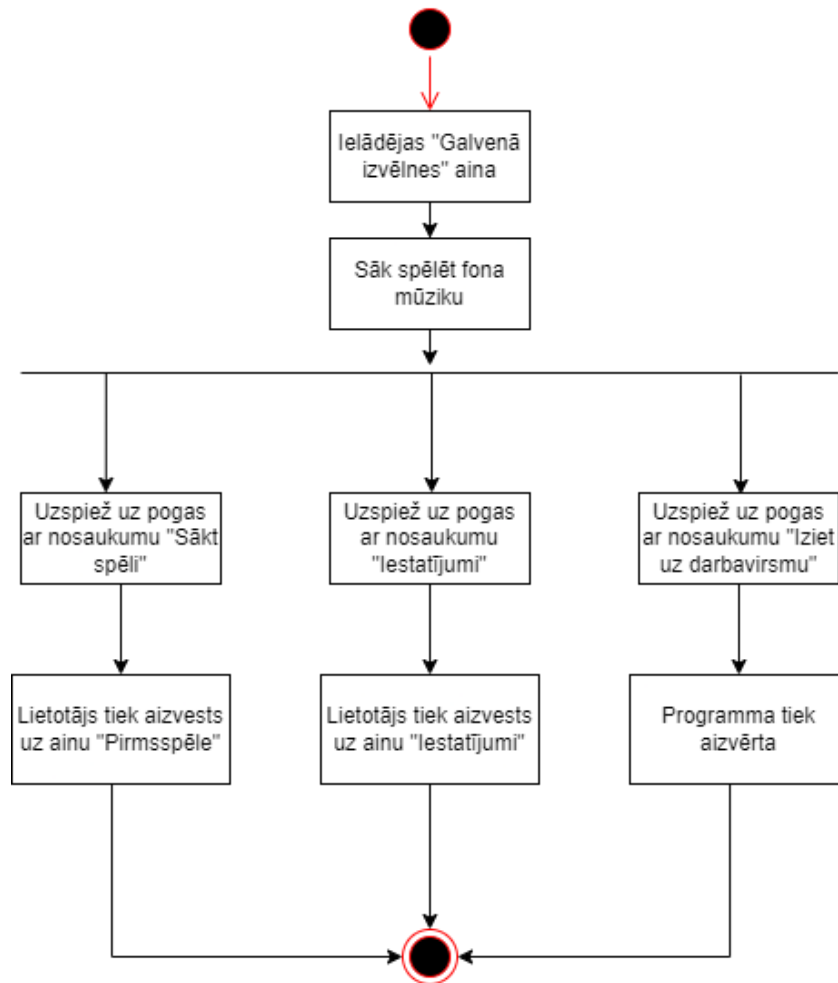 Ielādējas "Galvenā
izvēlnes" aina
Sāk spēlēt fona
mūziku
Uzspiež uz pogas
ar nosaukumu "Sākt
spēli"
Uzspiež uz pogas
ar nosaukumu
"Iestatījumi"
Uzspiež uz pogas
ar nosaukumu "Iziet
uz darbavirsmu"
Lietotājs tiek aizvests
uz ainu "Pirmsspēle"
Lietotājs tiek aizvests
uz ainu "Iestatījumi"
Programma tiek
aizvērta